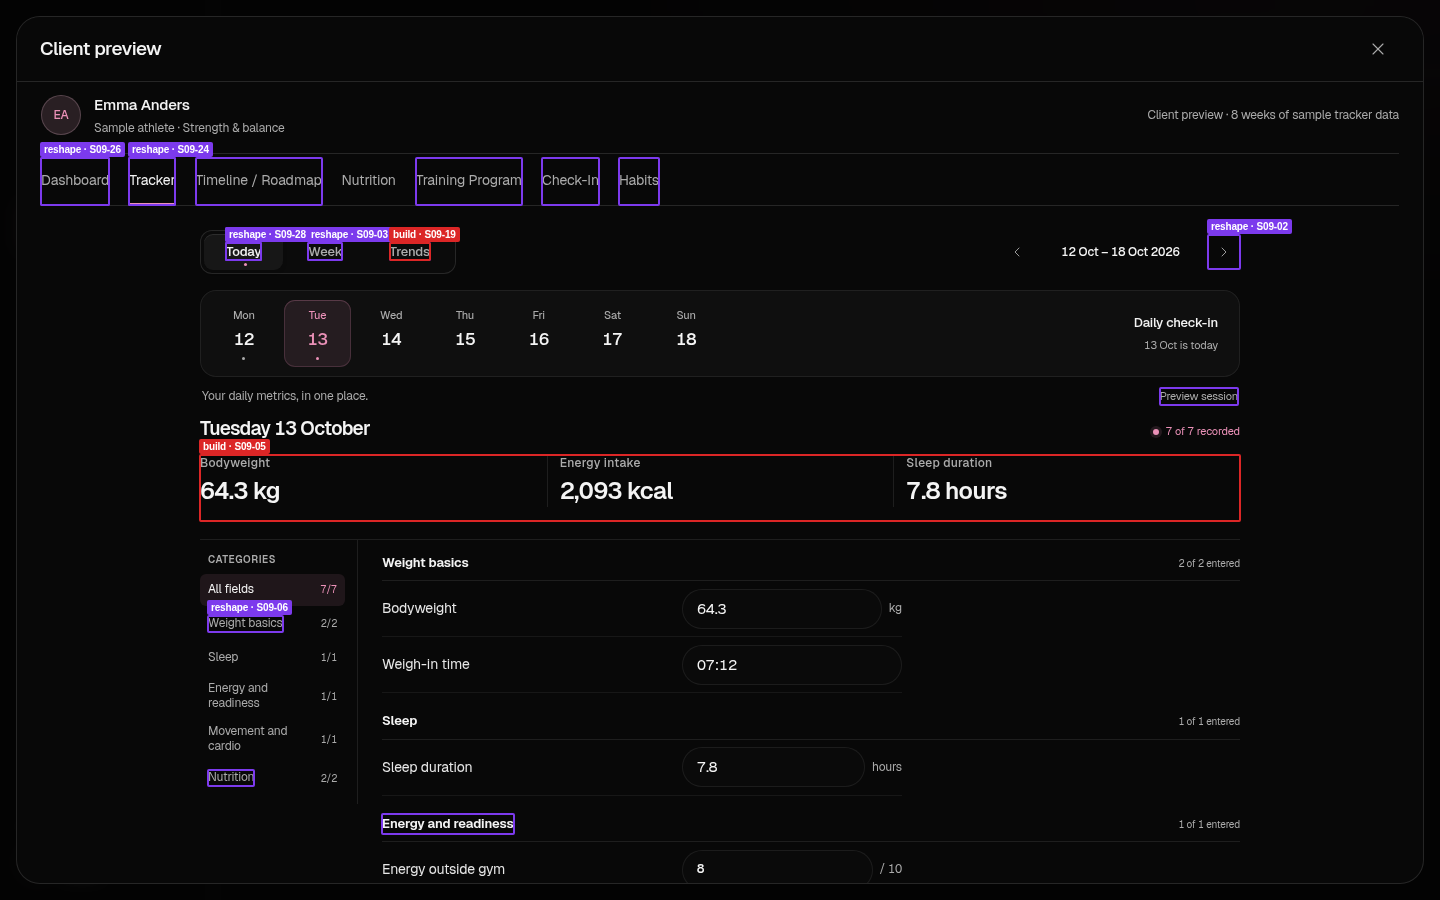 Client preview
EA
Emma Anders
Sample athlete · Strength & balance
Client preview · 8 weeks of sample tracker data
reshape · S09-26
reshape · S09-24
Dashboard
Tracker
Timeline / Roadmap
Nutrition
Training Program
Check-In
Habits
reshape · S09-28
reshape · S09-03
build · S09-19
reshape · S09-02
Today
Week
Trends
12 Oct – 18 Oct 2026
Mon
Tue
Wed
Thu
Fri
Sat
Sun
12
13
14
15
16
17
18
Daily check-in
13 Oct is today
Your daily metrics, in one place.
Preview session
Tuesday 13 October
7 of 7 recorded
build · S09-05
Bodyweight
Energy intake
Sleep duration
64.3 kg
2,093 kcal
7.8 hours
CATEGORIES
All fields 7/7
reshape · S09-06
Weight basics 2/2
Sleep 1/1
Energy and
readiness 1/1
Movement and
cardio 1/1
Nutrition 2/2
Weight basics
2 of 2 entered
Bodyweight 64.3 kg
Weigh-in time 07:12
Sleep
1 of 1 entered
Sleep duration 7.8 hours
Energy and readiness
1 of 1 entered
Energy outside gym 8 / 10